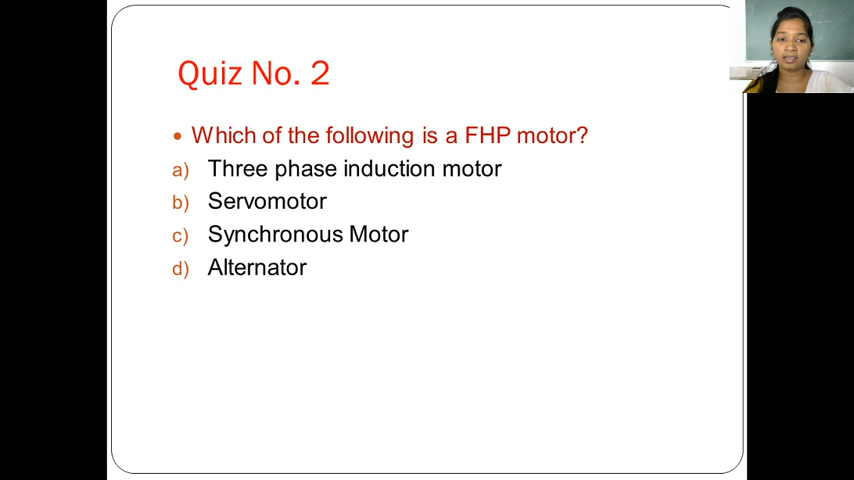 Quiz No. 2
• Which of the following is a FHP motor?
a) Three phase induction motor
b) Servomotor
c) Synchronous Motor
d) Alternator